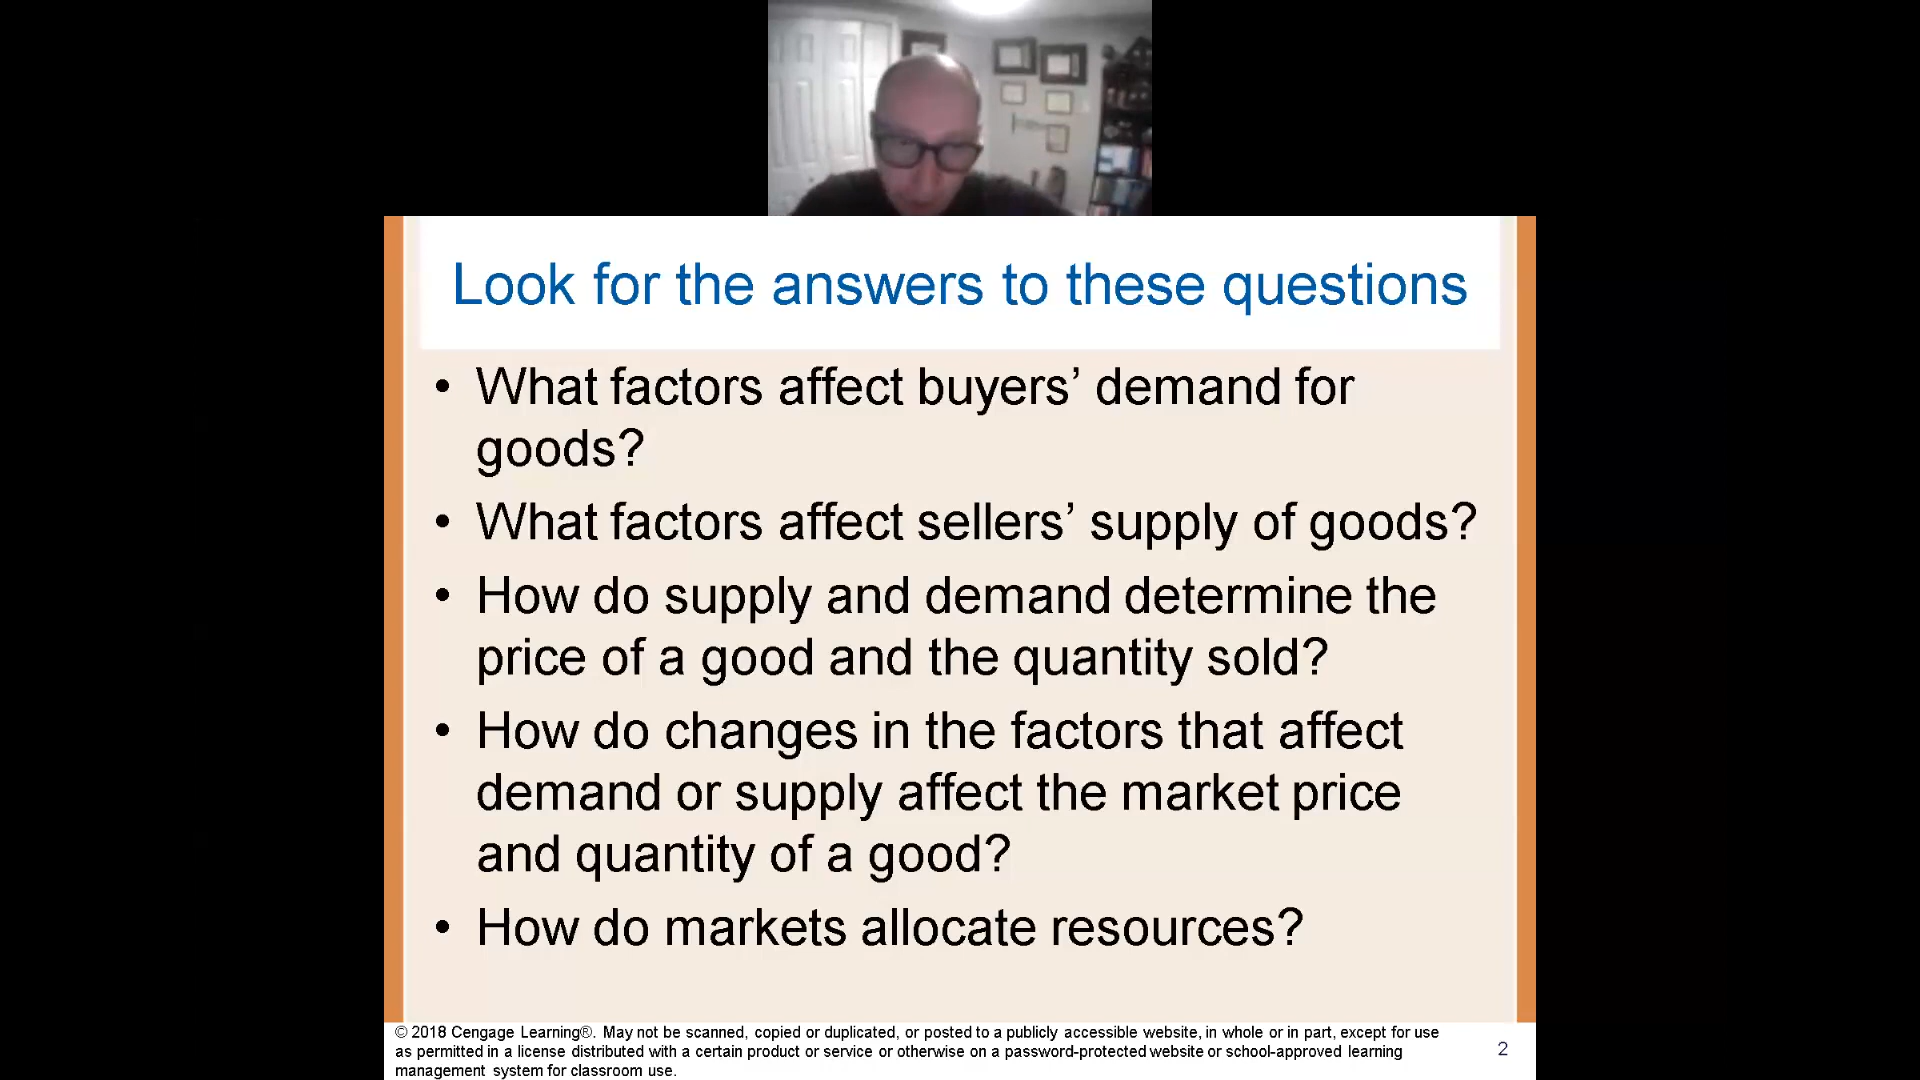 Look for the answers to these questions
• What factors affect buyers’ demand for
goods?
• What factors affect sellers’ supply of goods?
• How do supply and demand determine the
price of a good and the quantity sold?
• How do changes in the factors that affect
demand or supply affect the market price
and quantity of a good?
• How do markets allocate resources?
© 2018 Cengage Learning®. May not be scanned, copied or duplicated, or posted to a publicly accessible website, in whole or in part, except for use
as permitted in a license distributed with a certain product or service or otherwise on a password-protected website or school-approved learning
management system for classroom use.
2